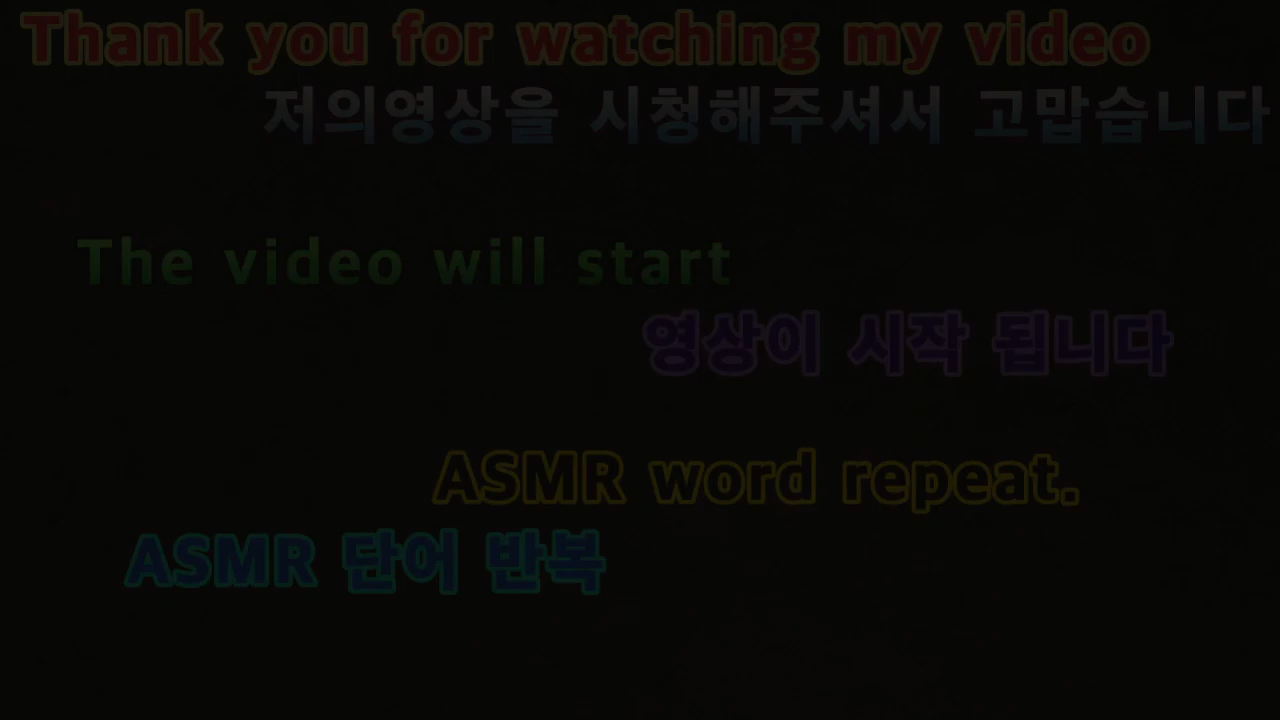 Thank you for watching my video
저의영상을 시청해주셔서 고맙습니다
The video will start
영상이 시작 됩니다
ASMR word repeat.
ASMR 단어 반복